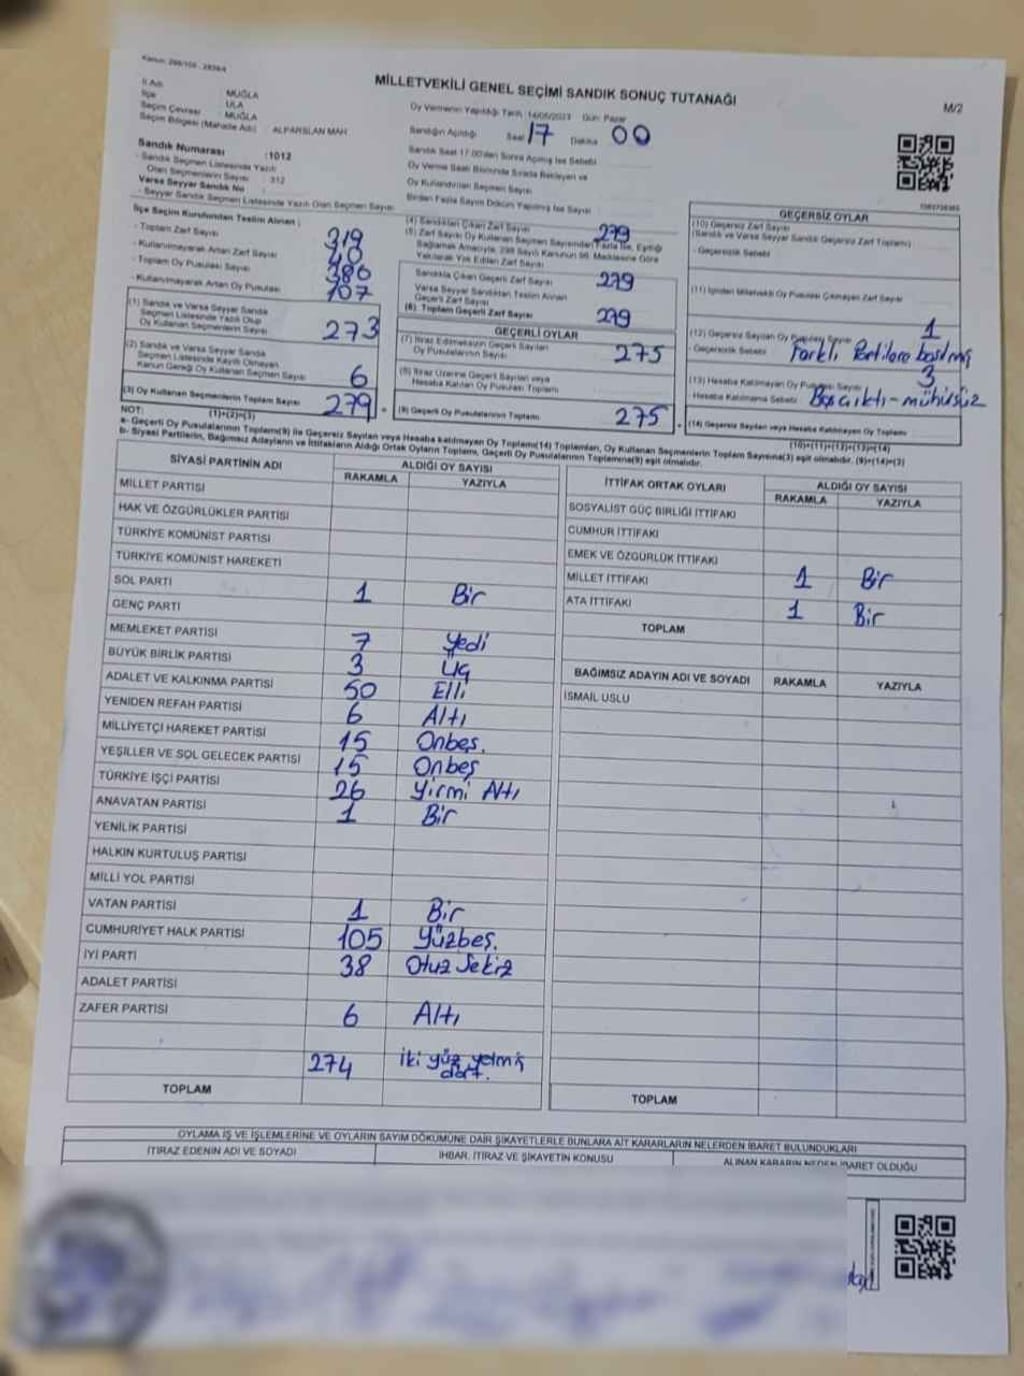 Kanun: 298/105 - 2839/4
MİLLETVEKİLİ GENEL SEÇİMİ SANDIK SONUÇ TUTANAĞI
M/2
İl Adı MUĞLA
İlçe ULA
Seçim Çevresi MUĞLA
Seçim Bölgesi (Mahalle Adı) : ALPARSLAN MAH.
Sandık Numarası :1012
- Sandık Seçmen Listesinde Yazılı
Olan Seçmenlerin Sayısı : 312
Varsa Seyyar Sandık No
- Seyyar Sandık Seçmen Listesinde Yazılı Olan Seçmen Sayısı
Oy Vermenin Yapıldığı Tarih: 14/05/2023 Gün: Pazar
Sandığın Açıldığı Saat 17 Dakika 00
Sandık Saat 17:00'den Sonra Açılmış İse Sebebi
Oy Verme Saati Bitiminde Sırada Bekleyen ve
Oy Kullandırılan Seçmen Sayısı
Birden Fazla Sayım Döküm Yapılmış İse Sayısı
İlçe Seçim Kurulundan Teslim Alınan ;
- Toplam Zarf Sayısı 319
- Kullanılmayarak Artan Zarf Sayısı 40
- Toplam Oy Pusulası Sayısı 380
- Kullanılmayarak Artan Oy Pusulası 107
(1) Sandık ve Varsa Seyyar Sandık
Seçmen Listesinde Yazılı Olup
Oy Kullanan Seçmenlerin Sayısı 273
(2) Sandık ve Varsa Seyyar Sandık
Seçmen Listesinde Kayıtlı Olmayan
Kanun Gereği Oy Kullanan Seçmen Sayısı 6
(3) Oy Kullanan Seçmenlerin Toplam Sayısı 279
(1)+(2)=(3)
(4) Sandıktan Çıkan Zarf Sayısı 279
(5) Zarf Sayısı Oy Kullanan Seçmen Sayısından Fazla İse, Eşitliği
Sağlamak Amacıyla, 298 Sayılı Kanunun 98. Maddesine Göre
Yakılarak Yok Edilen Zarf Sayısı
Sandıkta Çıkan Geçerli Zarf Sayısı 279
Varsa Seyyar Sandıktan Teslim Alınan
Geçerli Zarf Sayısı
(6). Toplam Geçerli Zarf Sayısı 279
GEÇERLİ OYLAR
(7) İtiraz Edilmeksizin Geçerli Sayılan
Oy Pusulalarının Sayısı 275
(8) İtiraz Üzerine Geçerli Sayılan veya
Hesaba Katılan Oy Pusulası Toplamı
(9) Geçerli Oy Pusulalarının Toplamı 275
GEÇERSİZ OYLAR
(10) Geçersiz Zarf Sayısı
(Sandık ve Varsa Seyyar Sandık Geçersiz Zarf Toplamı)
- Geçersizlik Sebebi
(11) İçinden Milletvekili Oy Pusulası Çıkmayan Zarf Sayısı
(12) Geçersiz Sayılan Oy Pusulası Sayısı 1
- Geçersizlik Sebebi Farklı Partilere basılmış
(13) Hesaba Katılmayan Oy Pusulası Sayısı 3
Hesaba Katılmama Sebebi Boş çıktı-mühürsüz
(14) Geçersiz Sayılan veya Hesaba Katılmayan Oy Toplamı
(10)+(11)+(12)+(13)=(14)
NOT:
a- Geçerli Oy Pusulalarının Toplamı(9) ile Geçersiz Sayılan veya Hesaba katılmayan Oy Toplamı(14) Toplamları, Oy Kullanan Seçmenlerin Toplam Sayısına(3) eşit olmalıdır. (9)+(14)=(3)
b- Siyasi Partilerin, Bağımsız Adayların ve İttifakların Aldığı Ortak Oyların Toplamı, Geçerli Oy Pusulalarının Toplamına(9) eşit olmalıdır.
SİYASİ PARTİNİN ADI ALDIĞI OY SAYISI
RAKAMLA YAZIYLA
MİLLET PARTİSİ
HAK VE ÖZGÜRLÜKLER PARTİSİ
TÜRKİYE KOMÜNİST PARTİSİ
TÜRKİYE KOMÜNİST HAREKETİ
SOL PARTİ 1 Bir
GENÇ PARTİ
MEMLEKET PARTİSİ 7 Yedi
BÜYÜK BİRLİK PARTİSİ 3 Üç
ADALET VE KALKINMA PARTİSİ 50 Elli
YENİDEN REFAH PARTİSİ 6 Altı
MİLLİYETÇİ HAREKET PARTİSİ 15 Onbeş.
YEŞİLLER VE SOL GELECEK PARTİSİ 15 Onbeş
TÜRKİYE İŞÇİ PARTİSİ 26 Yirmi Altı
ANAVATAN PARTİSİ 1 Bir
YENİLİK PARTİSİ
HALKIN KURTULUŞ PARTİSİ
MİLLİ YOL PARTİSİ
VATAN PARTİSİ 1 Bir
CUMHURİYET HALK PARTİSİ 105 Yüzbeş.
İYİ PARTİ 38 Otuz Sekiz
ADALET PARTİSİ
ZAFER PARTİSİ 6 Altı
274 iki yüz yetmiş
dört.
TOPLAM
İTTİFAK ORTAK OYLARI ALDIĞI OY SAYISI
RAKAMLA YAZIYLA
SOSYALİST GÜÇ BİRLİĞİ İTTİFAKI
CUMHUR İTTİFAKI
EMEK VE ÖZGÜRLÜK İTTİFAKI
MİLLET İTTİFAKI 1 Bir
ATA İTTİFAKI 1 Bir
TOPLAM
BAĞIMSIZ ADAYIN ADI VE SOYADI RAKAMLA YAZIYLA
İSMAİL USLU
TOPLAM
OYLAMA İŞ VE İŞLEMLERİNE VE OYLARIN SAYIM DÖKÜMÜNE DAİR ŞİKAYETLERLE BUNLARA AİT KARARLARIN NELERDEN İBARET BULUNDUKLARI
İTİRAZ EDENİN ADI VE SOYADI İHBAR, İTİRAZ VE ŞİKAYETİN KONUSU ALINAN KARARIN NEDEN İBARET OLDUĞU